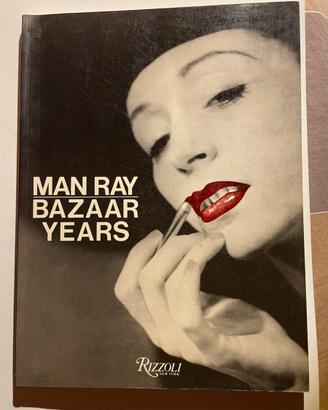 MAN RAY
BAZAAR
YEARS
RIZZOLI
NEW YORK